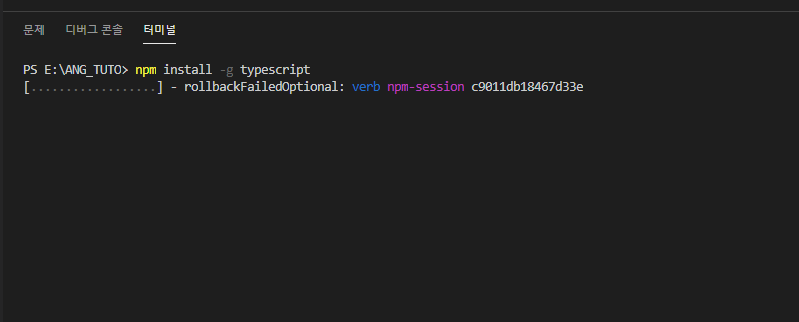 문제 디버그 콘솔 터미널
PS E:\ANG_TUTO> npm install -g typescript
[..................] - rollbackFailedOptional: verb npm-session c9011db18467d33e